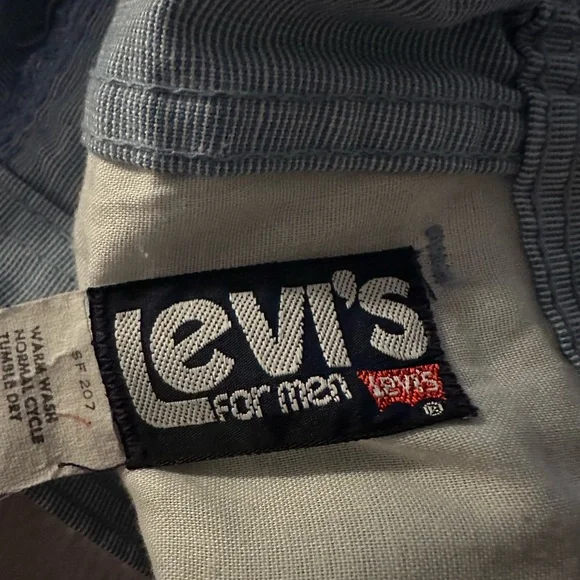 Levi's
for men
Levi's
®
SF 207
WARM WASH
NORMAL CYCLE
TUMBLE DRY